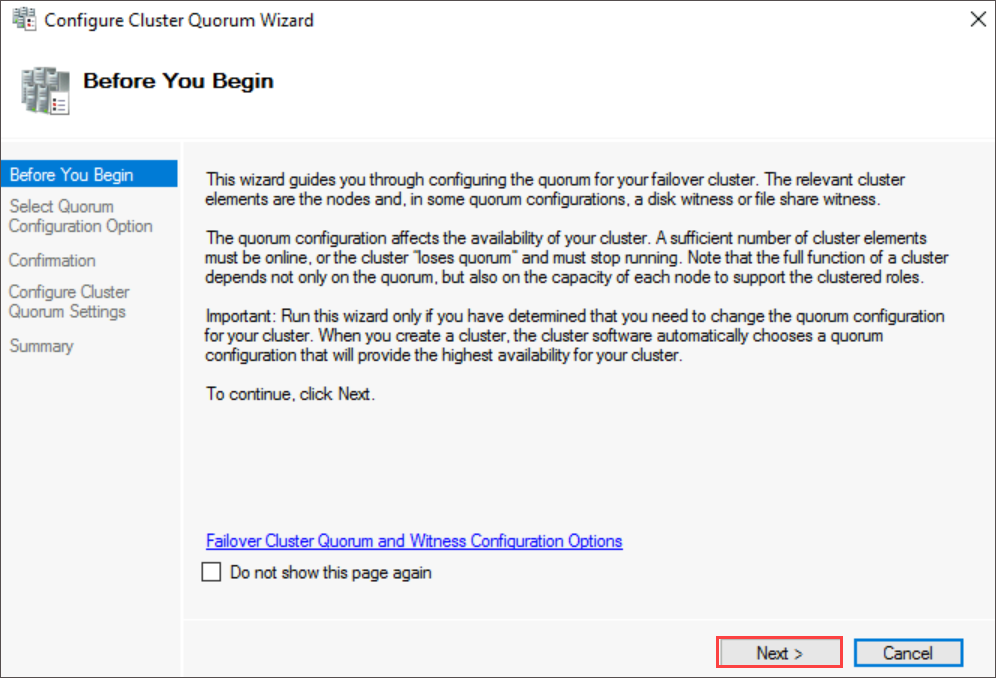 Configure Cluster Quorum Wizard
Before You Begin
Before You Begin
Select Quorum
Configuration Option
Confirmation
Configure Cluster
Quorum Settings
Summary
This wizard guides you through configuring the quorum for your failover cluster. The relevant cluster
elements are the nodes and, in some quorum configurations, a disk witness or file share witness.
The quorum configuration affects the availability of your cluster. A sufficient number of cluster elements
must be online, or the cluster "loses quorum" and must stop running. Note that the full function of a cluster
depends not only on the quorum, but also on the capacity of each node to support the clustered roles.
Important: Run this wizard only if you have determined that you need to change the quorum configuration
for your cluster. When you create a cluster, the cluster software automatically chooses a quorum
configuration that will provide the highest availability for your cluster.
To continue, click Next.
Failover Cluster Quorum and Witness Configuration Options
Do not show this page again
Next >
Cancel